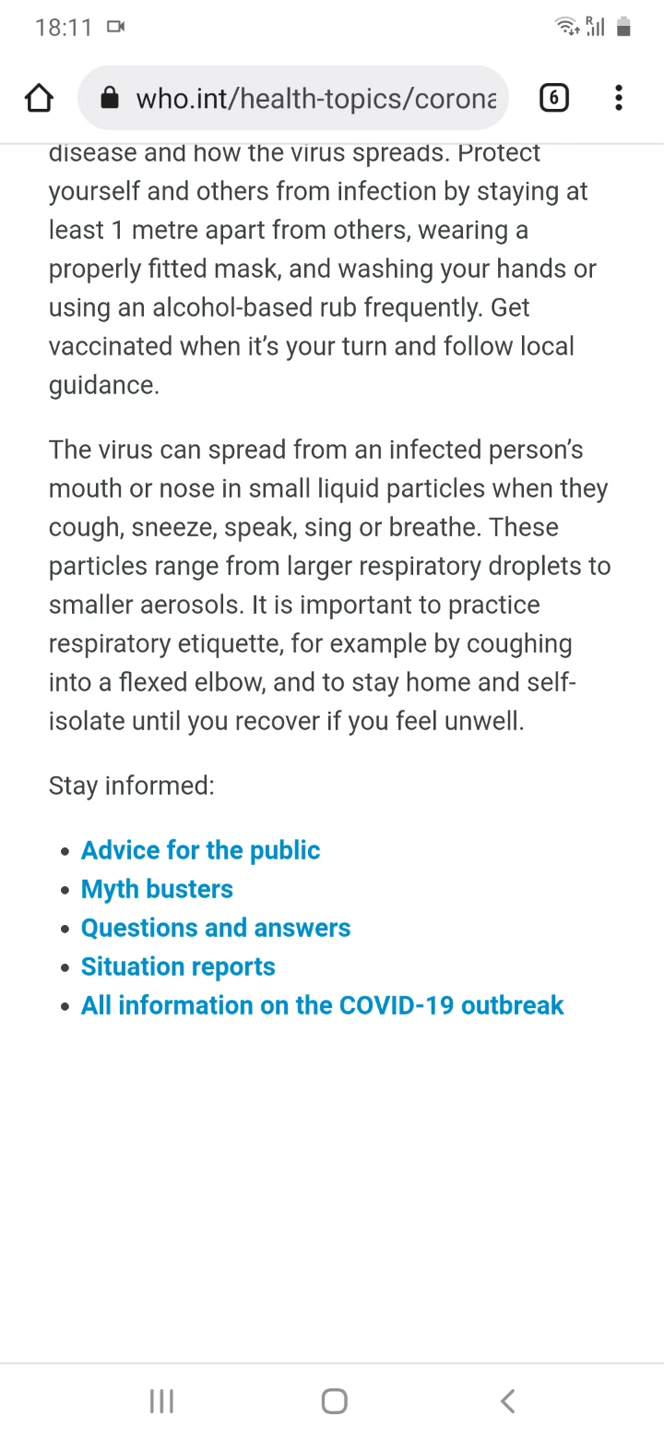 18:11
R
who.int/health-topics/corona
6
disease and how the virus spreads. Protect
yourself and others from infection by staying at
least 1 metre apart from others, wearing a
properly fitted mask, and washing your hands or
using an alcohol-based rub frequently. Get
vaccinated when it’s your turn and follow local
guidance.
The virus can spread from an infected person’s
mouth or nose in small liquid particles when they
cough, sneeze, speak, sing or breathe. These
particles range from larger respiratory droplets to
smaller aerosols. It is important to practice
respiratory etiquette, for example by coughing
into a flexed elbow, and to stay home and self-
isolate until you recover if you feel unwell.
Stay informed:
• Advice for the public
• Myth busters
• Questions and answers
• Situation reports
• All information on the COVID-19 outbreak